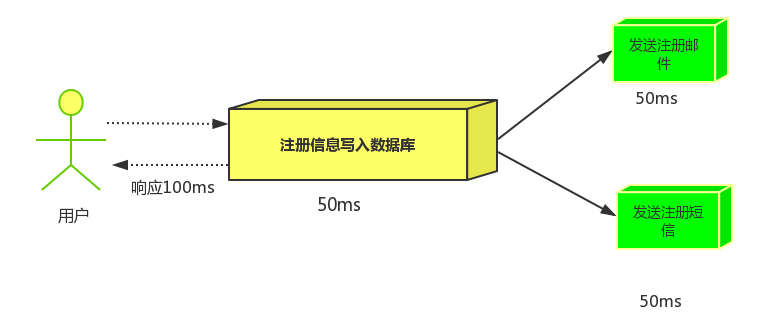 发送注册邮
件
50ms
注册信息写入数据库
响应100ms
50ms
用户
发送注册短
信
50ms